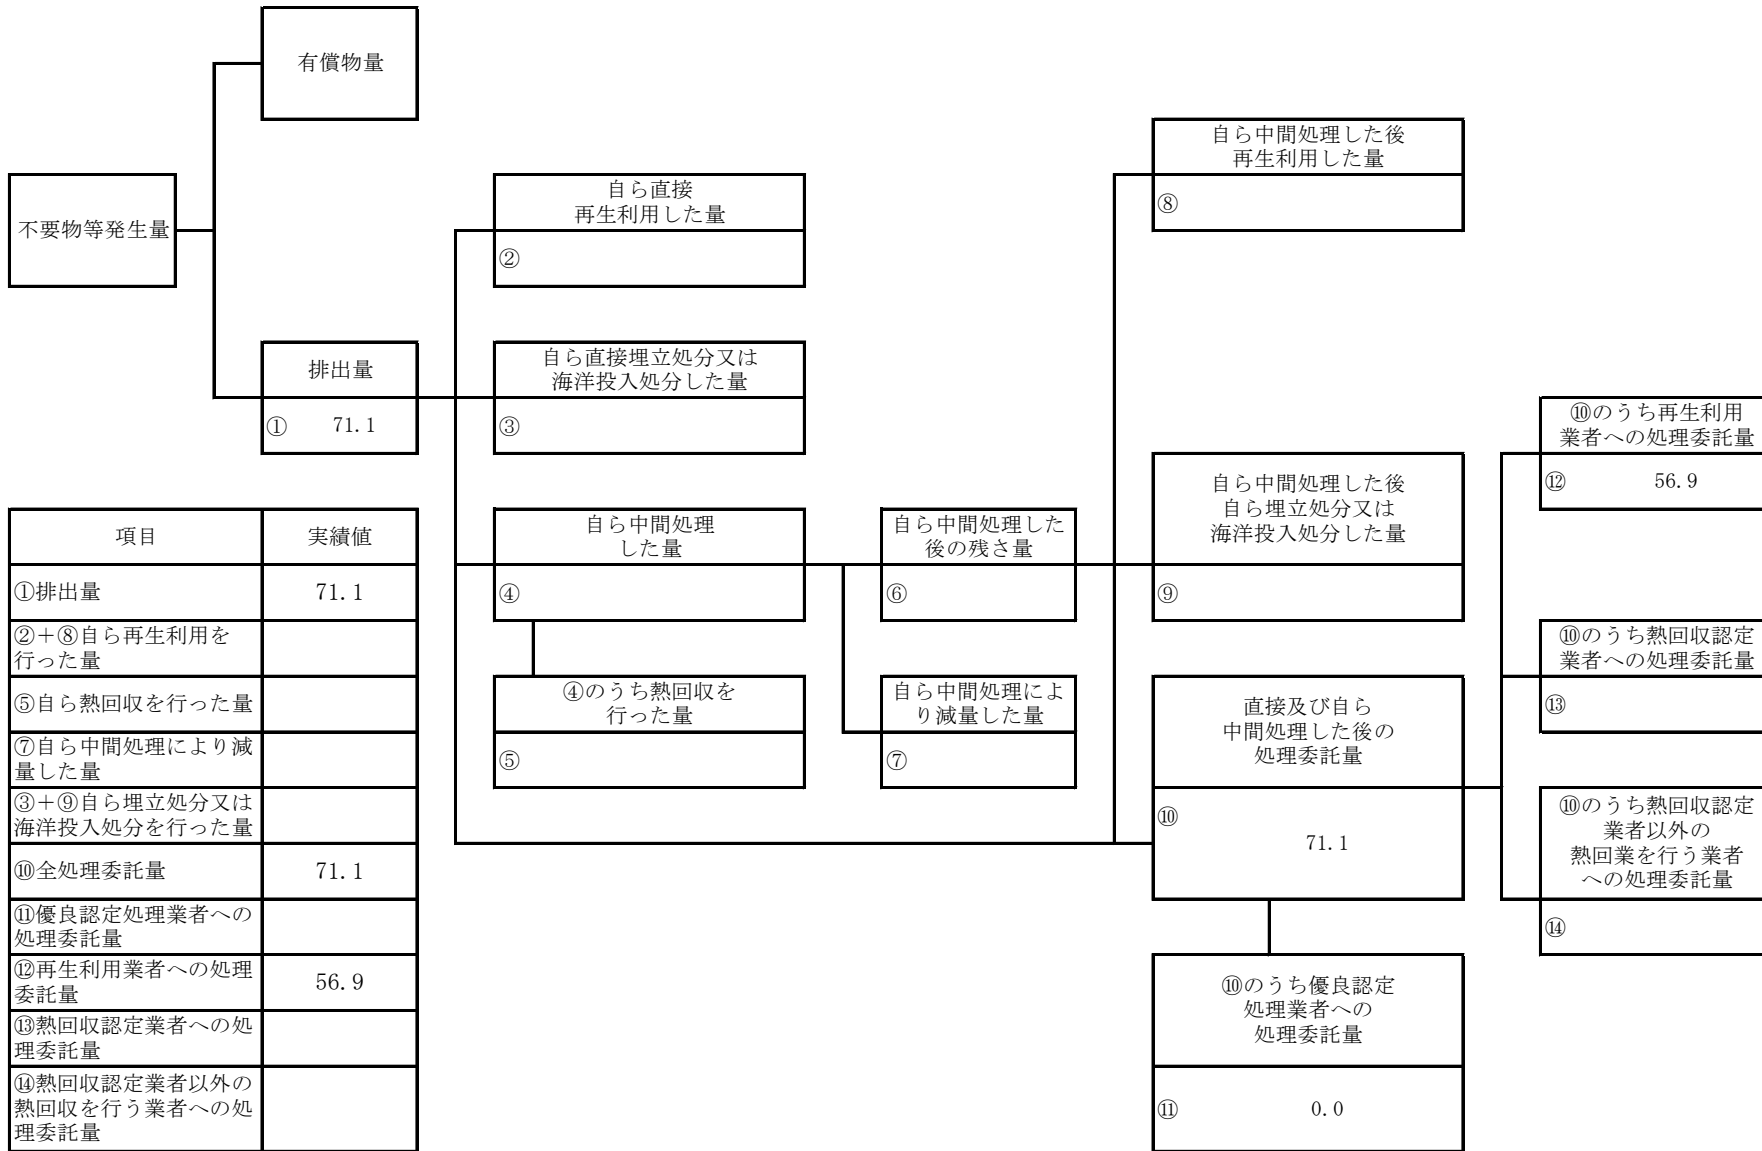 有償物量
不要物等発生量
排出量
① 71.1
自ら直接
再生利用した量
②
自ら直接埋立処分又は
海洋投入処分した量
③
自ら中間処理
した量
④
④のうち熱回収を
行った量
⑤
自ら中間処理した
後の残さ量
⑥
自ら中間処理によ
り減量した量
⑦
自ら中間処理した後
再生利用した量
⑧
自ら中間処理した後
自ら埋立処分又は
海洋投入処分した量
⑨
直接及び自ら
中間処理した後の
処理委託量
⑩
71.1
⑩のうち優良認定
処理業者への
処理委託量
⑪ 0.0
⑩のうち再生利用
業者への処理委託量
⑫ 56.9
⑩のうち熱回収認定
業者への処理委託量
⑬
⑩のうち熱回収認定
業者以外の
熱回業を行う業者
への処理委託量
⑭
項目 実績値
①排出量 71.1
②+⑧自ら再生利用を
行った量
⑤自ら熱回収を行った量
⑦自ら中間処理により減
量した量
③+⑨自ら埋立処分又は
海洋投入処分を行った量
⑩全処理委託量 71.1
⑪優良認定処理業者への
処理委託量
⑫再生利用業者への処理
委託量 56.9
⑬熱回収認定業者への処
理委託量
⑭熱回収認定業者以外の
熱回収を行う業者への処
理委託量